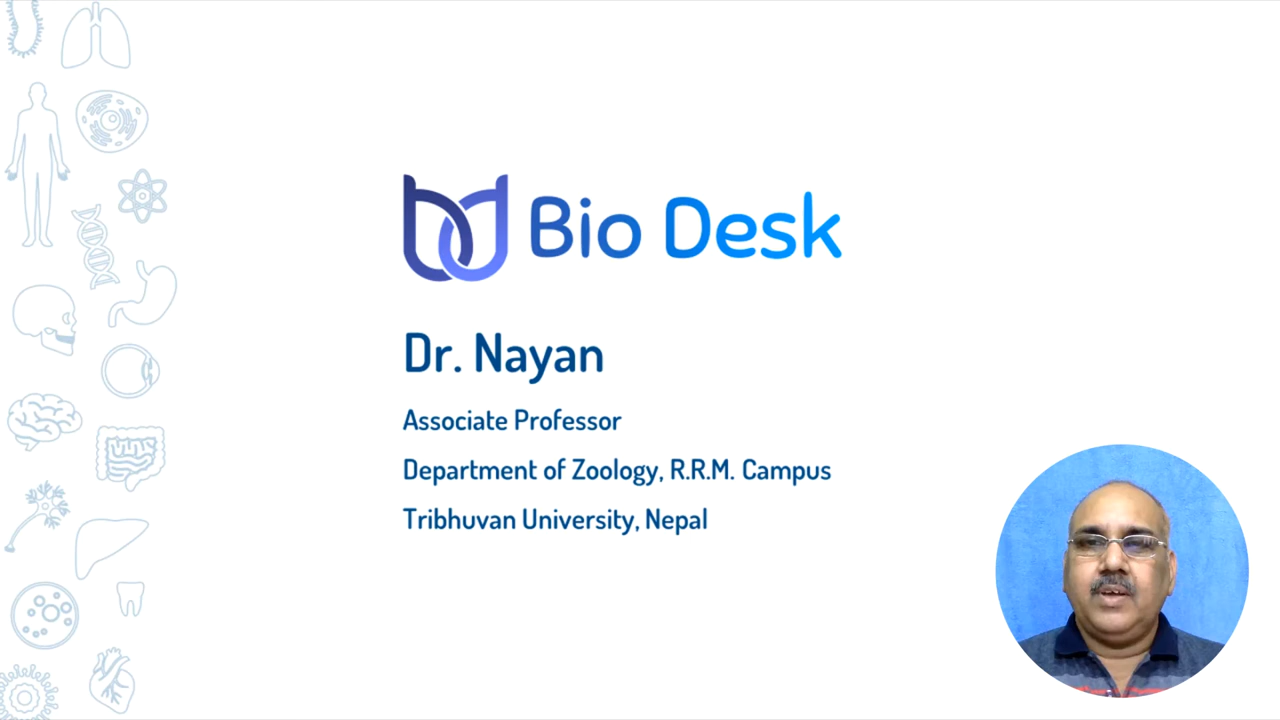 Bio Desk
Dr. Nayan
Associate Professor
Department of Zoology, R.R.M. Campus
Tribhuvan University, Nepal